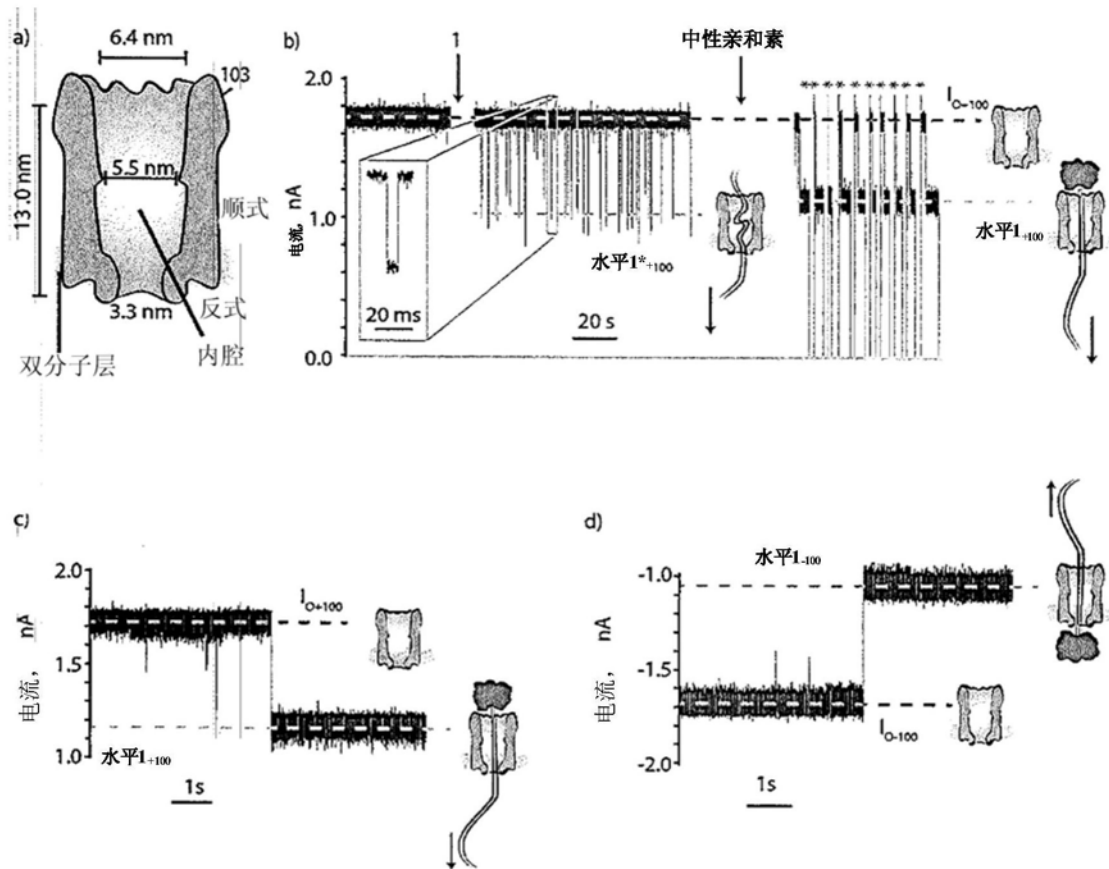 a)
6.4 nm
103
13.0 nm
5.5 nm
顺式
反式
3.3 nm
内腔
双分子层
b)
1
中性亲和素
2.0
1.0
0.0
电流, nA
20 ms
水平1*+100
20 s
********
IO+100
水平1+100
c)
2.0
1.5
1.0
电流, nA
IO+100
水平1+100
1s
d)
水平1-100
-1.0
-1.5
-2.0
电流, nA
IO-100
1s